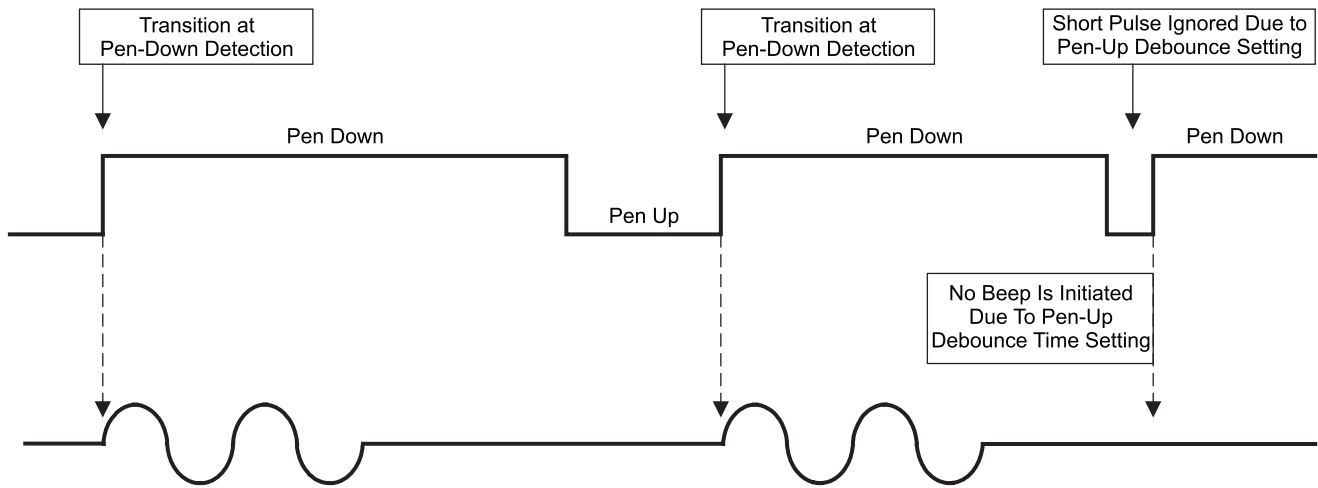 Transition at
Pen-Down Detection
Transition at
Pen-Down Detection
Short Pulse Ignored Due to
Pen-Up Debounce Setting
Pen Down
Pen Down
Pen Down
Pen Up
No Beep Is Initiated
Due To Pen-Up
Debounce Time Setting